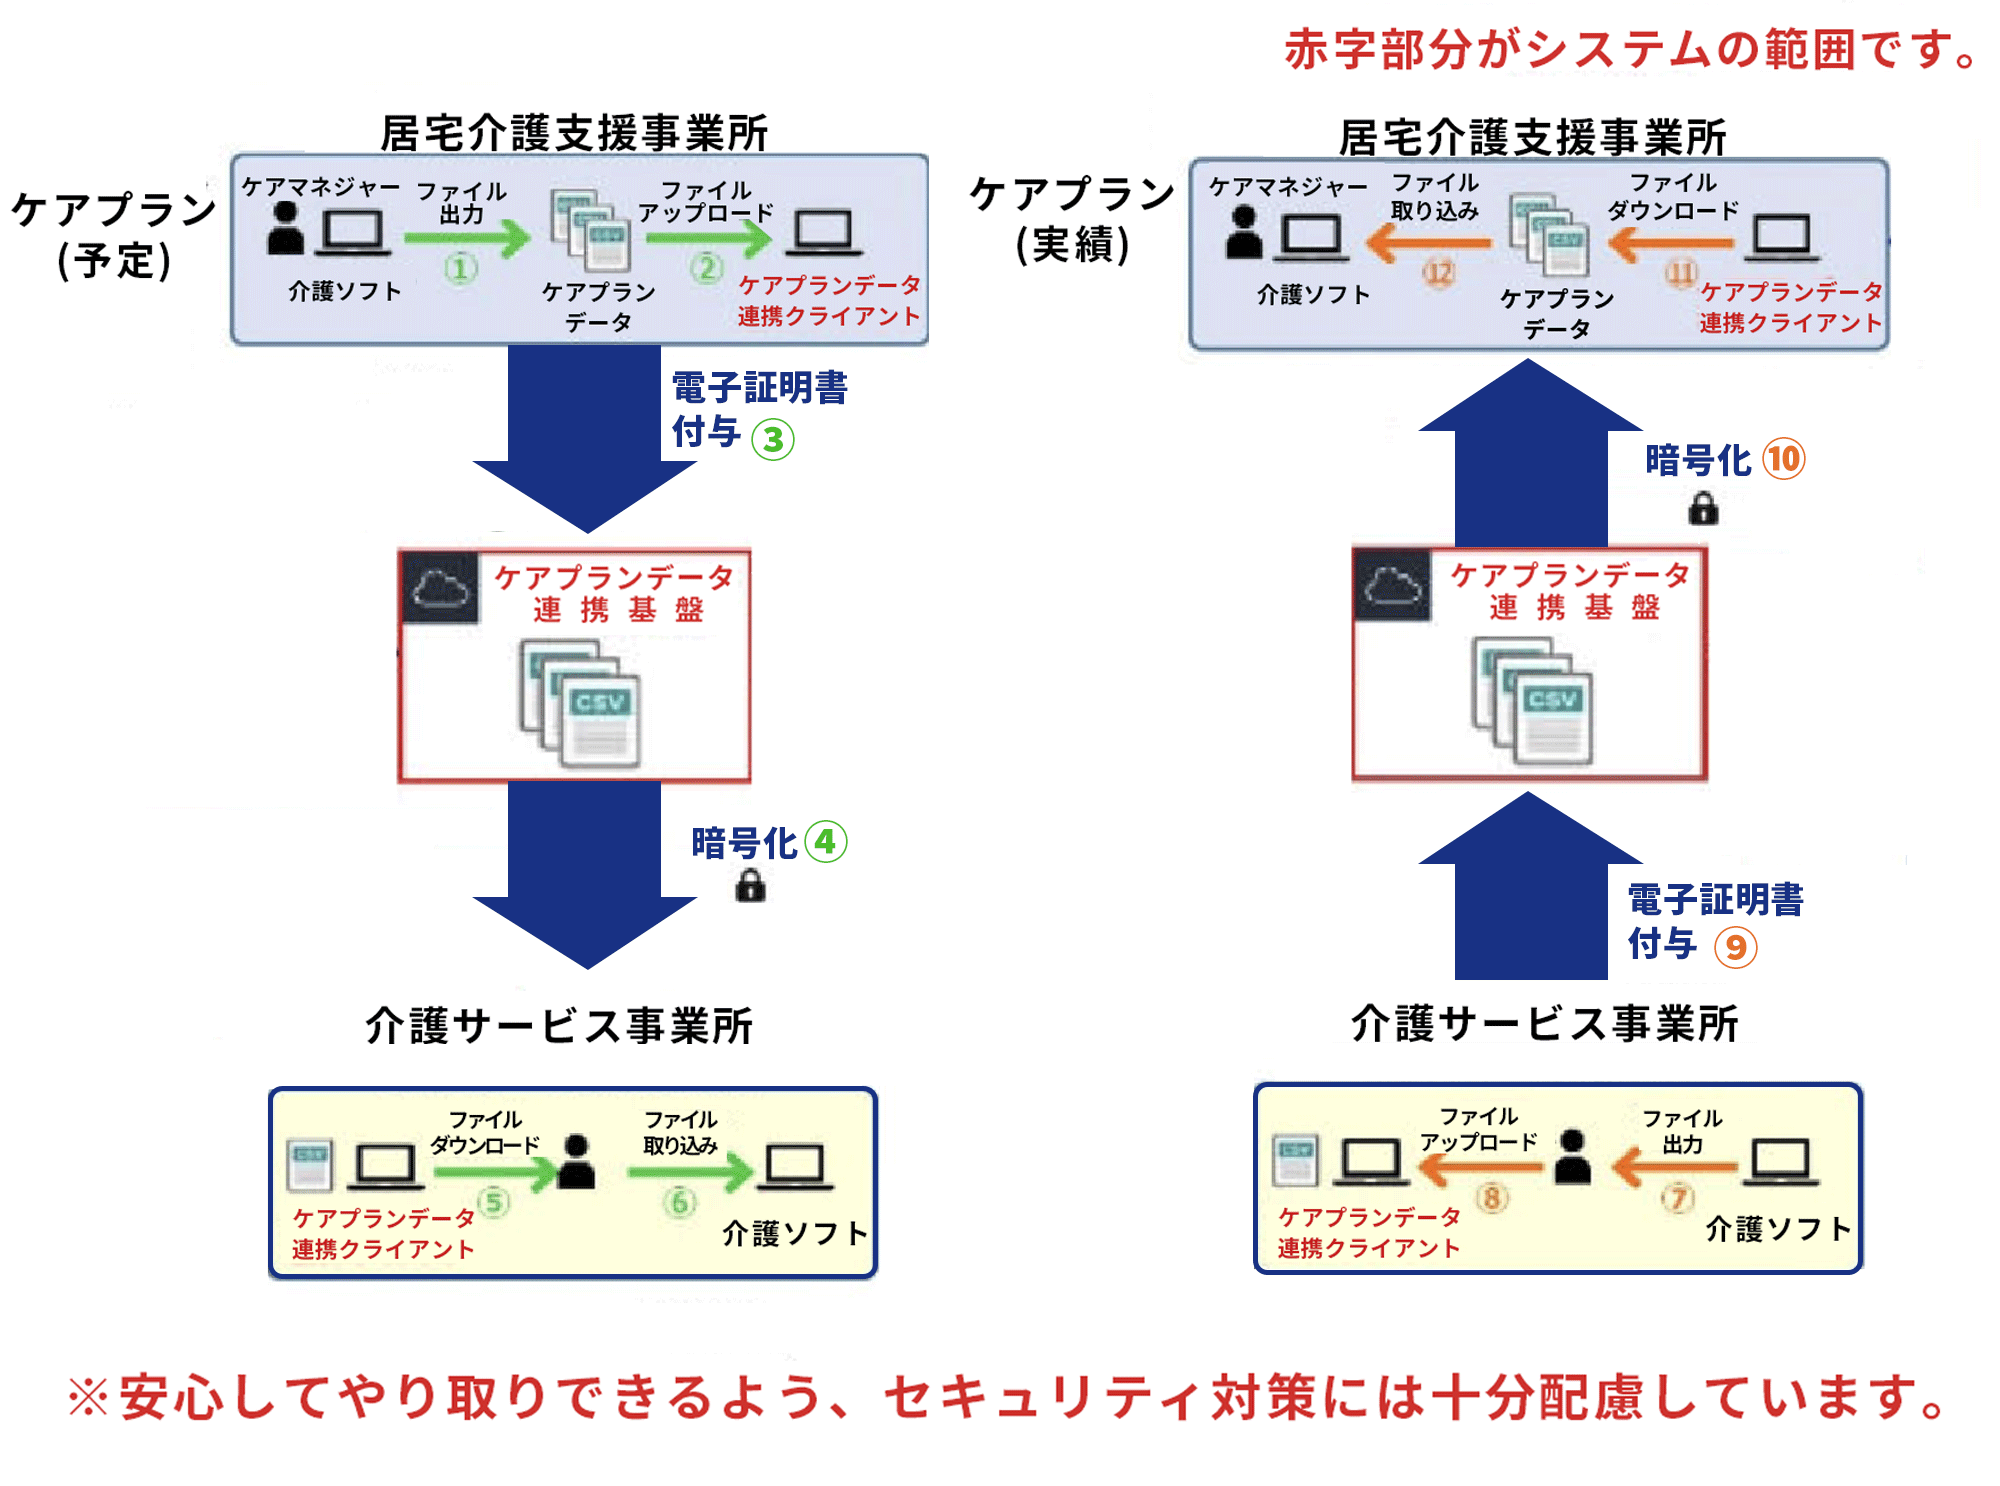 赤字部分がシステムの範囲です。
ケアプラン
(予定)
居宅介護支援事業所
ケアマネジャー
介護ソフト
ファイル
出力
①
CSV
ケアプラン
データ
ファイル
アップロード
②
ケアプランデータ
連携クライアント
電子証明書
付与③
ケアプランデータ
連携基盤
CSV
暗号化④
介護サービス事業所
CSV
ケアプランデータ
連携クライアント
ファイル
ダウンロード
⑤
ファイル
取り込み
⑥
介護ソフト
ケアプラン
(実績)
居宅介護支援事業所
ケアマネジャー
介護ソフト
ファイル
取り込み
⑫
CSV
ケアプラン
データ
ファイル
ダウンロード
⑪
ケアプランデータ
連携クライアント
暗号化⑩
ケアプランデータ
連携基盤
CSV
電子証明書
付与⑨
介護サービス事業所
CSV
ケアプランデータ
連携クライアント
ファイル
アップロード
⑧
ファイル
出力
⑦
介護ソフト
※安心してやり取りできるよう、セキュリティ対策には十分配慮しています。